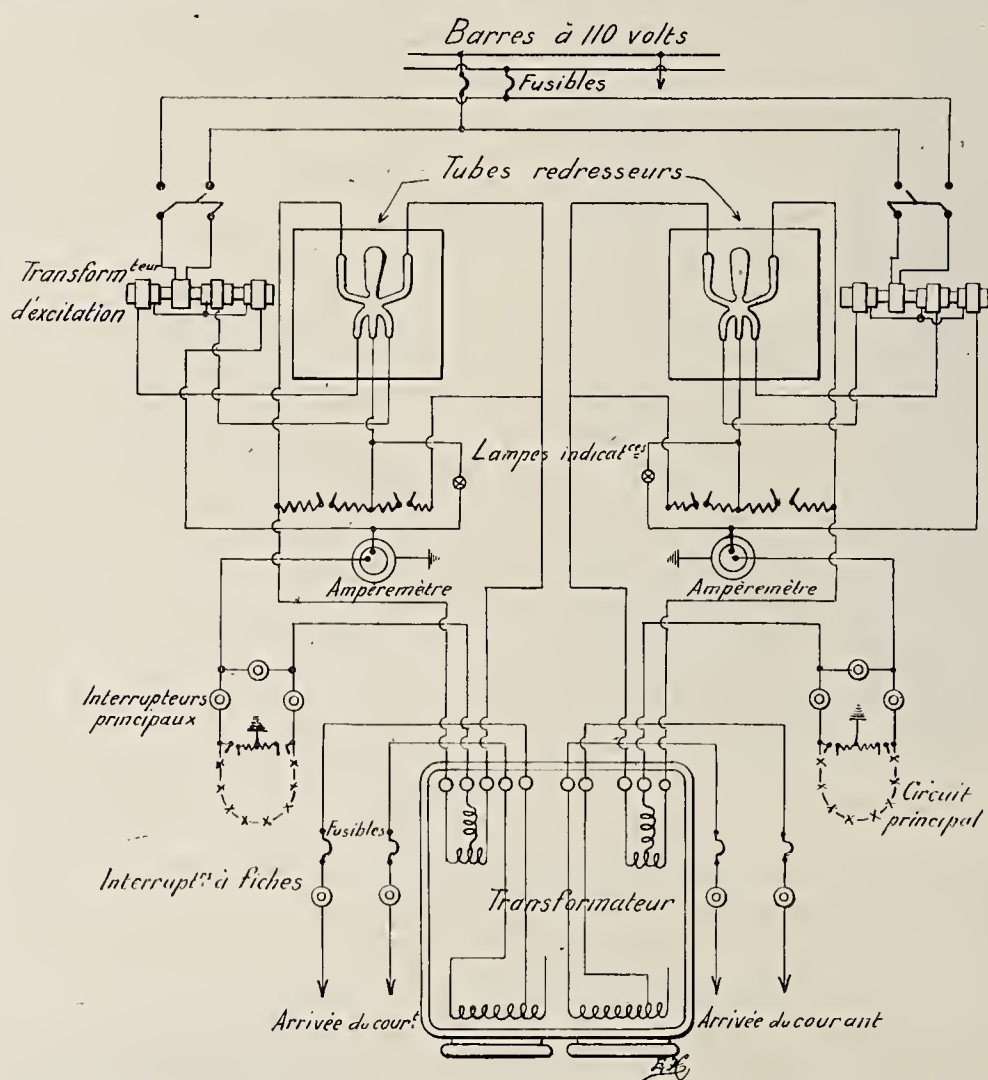 Barres à 110 volts
Fusibles
Tubes redresseurs
Transform.teur
d'éxcitation
Lampes indicat.ces
Ampèremètre
Ampèremètre
Interrupteurs
principaux
Circuit
principal
Fusibles
Interrupt.rs à fiches
Transformateur
Arrivée du cour.t
Arrivée du courant